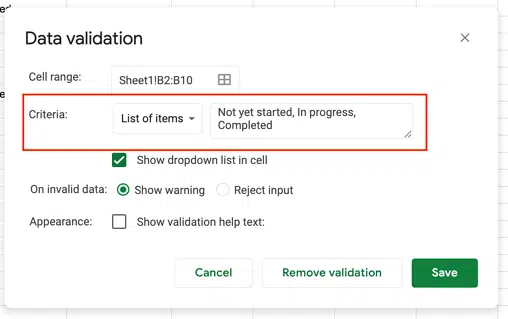 Data validation
Cell range:
Sheet1!B2:B10
Criteria:
List of items
Not yet started, In progress,
Completed
Show dropdown list in cell
On invalid data:
Show warning
Reject input
Appearance:
Show validation help text:
Cancel
Remove validation
Save